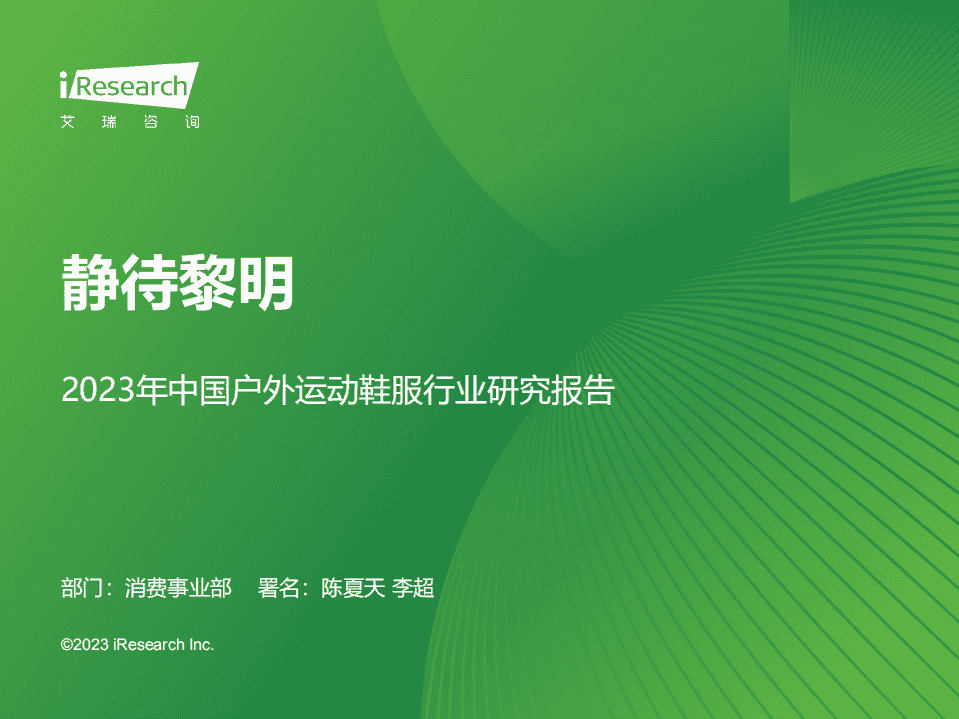 iResearch
艾瑞咨询
静待黎明
2023年中国户外运动鞋服行业研究报告
部门：消费事业部 署名：陈夏天 李超
©2023 iResearch Inc.